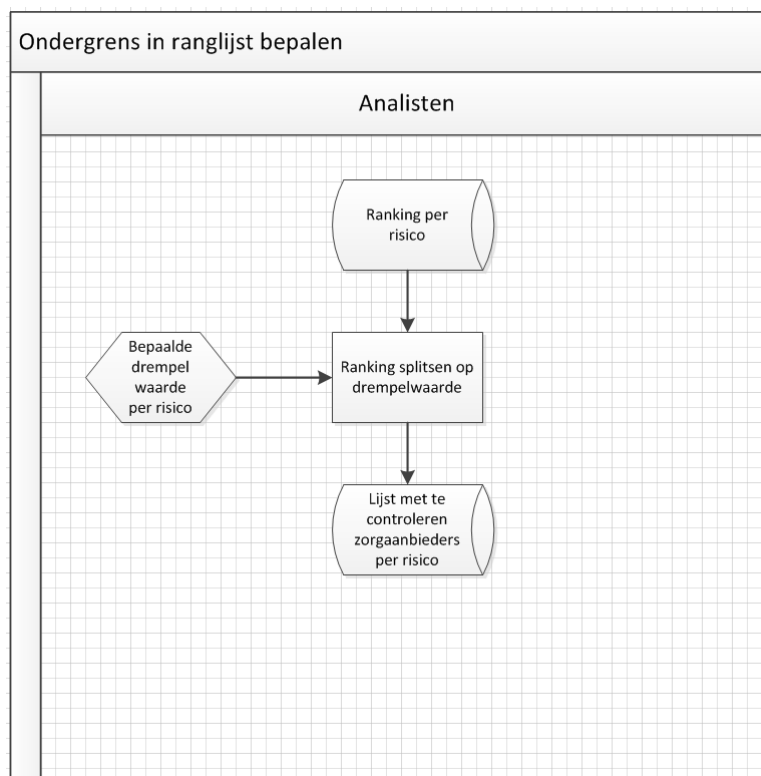 Ondergrens in ranglijst bepalen
Analisten
Ranking per
risico
Bepaalde
drempel
waarde
per risico
Ranking splitsen op
drempelwaarde
Lijst met te
controleren
zorgaanbieders
per risico